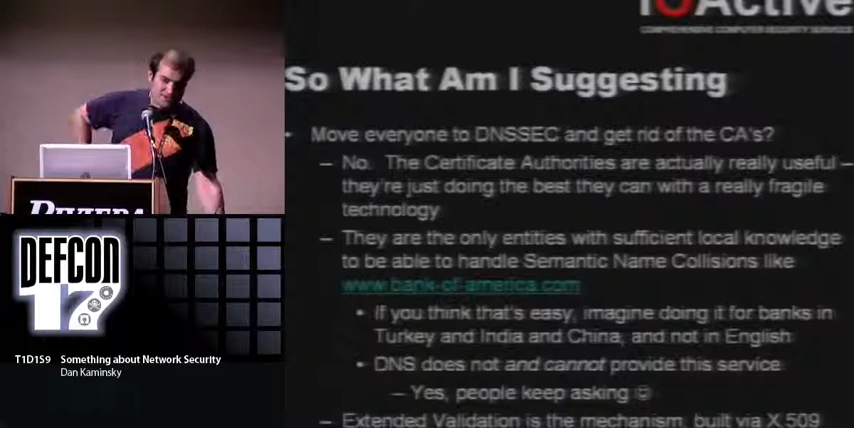 IOActive
COMPREHENSIVE COMPUTER SECURITY SERVICES
So What Am I Suggesting
• Move everyone to DNSSEC and get rid of the CA's?
– No. The Certificate Authorities are actually really useful –
they're just doing the best they can with a really fragile
technology
– They are the only entities with sufficient local knowledge
to be able to handle Semantic Name Collisions like
www.bank-of-america.com
• If you think that's easy, imagine doing it for banks in
Turkey and India and China, and not in English
• DNS does not and cannot provide this service
– Yes, people keep asking ☺
– Extended Validation is the mechanism, built via X.509
RIVIERA
DEFCON
17
T1D1S9 Something about Network Security
Dan Kaminsky